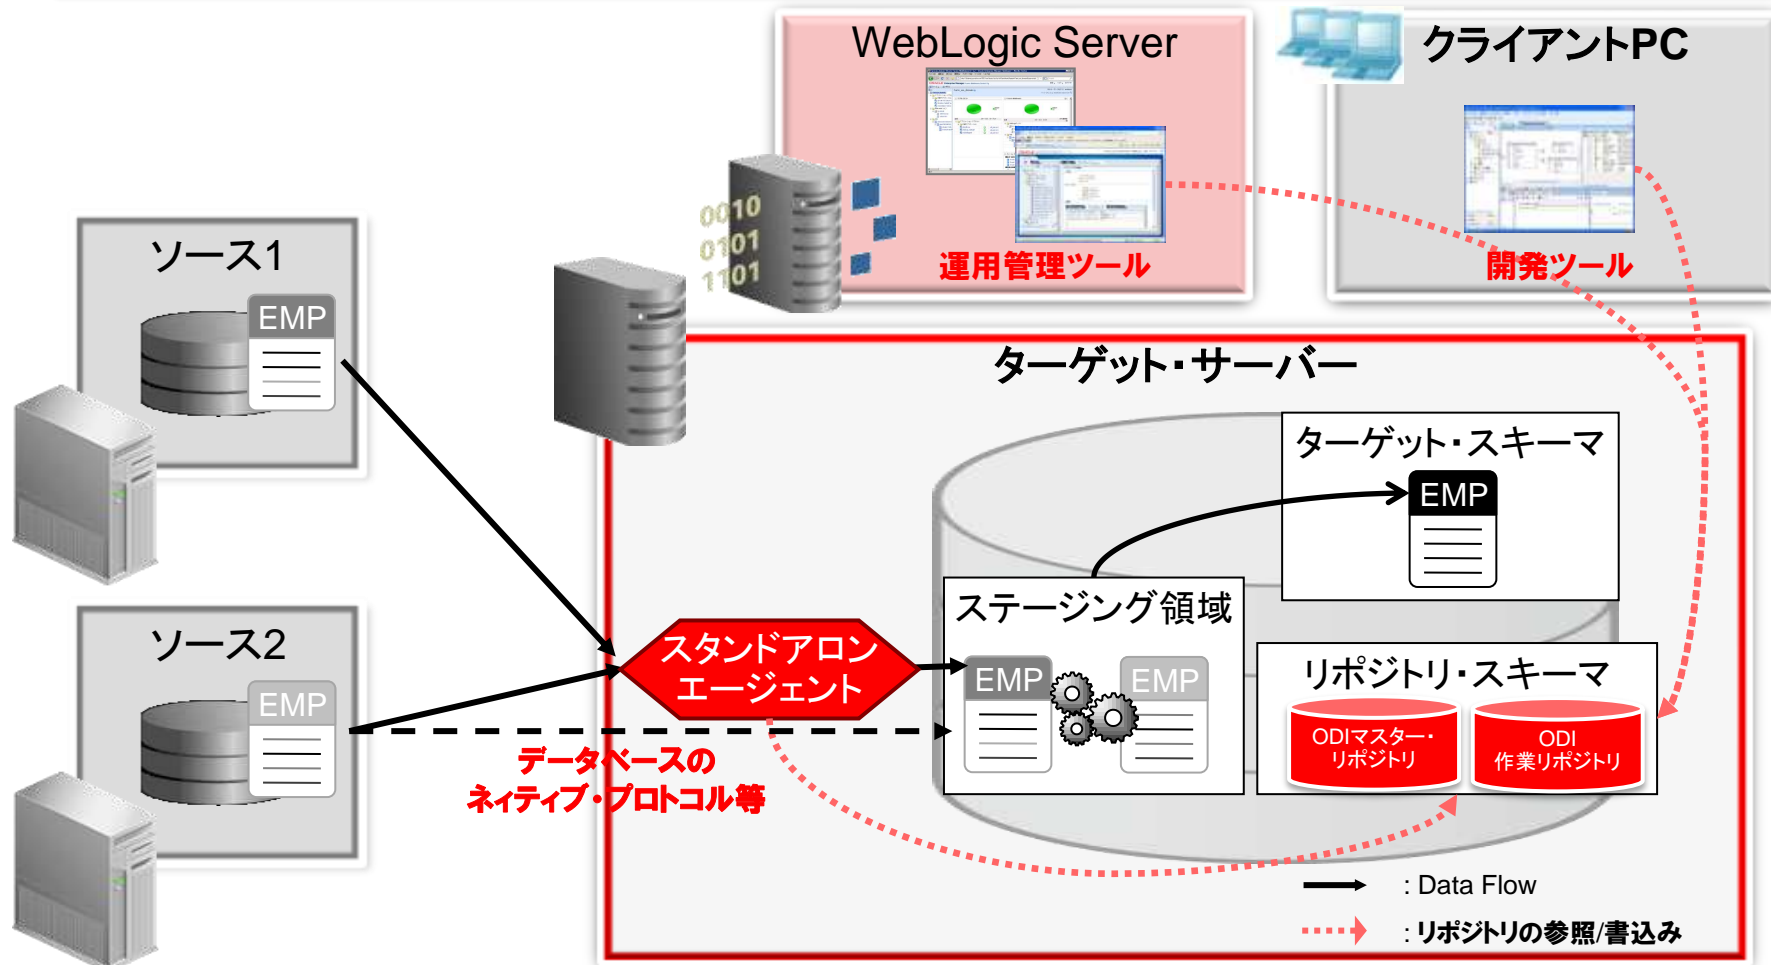 WebLogic Server
クライアントPC
0010
0101
1101
運用管理ツール
開発ツール
ソース1
EMP
ターゲット・サーバー
ターゲット・スキーマ
EMP
ステージング領域
ソース2
スタンドアロン
エージェント
EMP
EMP
EMP
リポジトリ・スキーマ
ODIマスター・
リポジトリ
ODI
作業リポジトリ
データベースの
ネイティブ・プロトコル等
: Data Flow
: リポジトリの参照/書込み